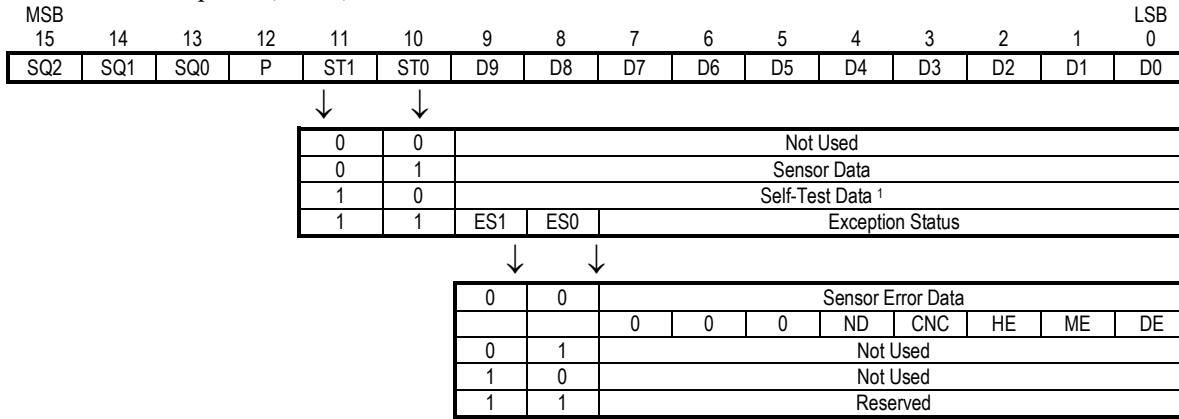 MSB LSB
15 14 13 12 11 10 9 8 7 6 5 4 3 2 1 0
SQ2 SQ1 SQ0 P ST1 ST0 D9 D8 D7 D6 D5 D4 D3 D2 D1 D0
↓ ↓
0 0 Not Used
0 1 Sensor Data
1 0 Self-Test Data 1
1 1 ES1 ES0 Exception Status
↓ ↓
0 0 Sensor Error Data
0 0 0 ND CNC HE ME DE
0 1 Not Used
1 0 Not Used
1 1 Reserved